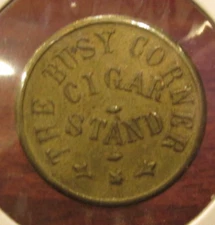 THE BUSY CORNER
CIGAR
STAND